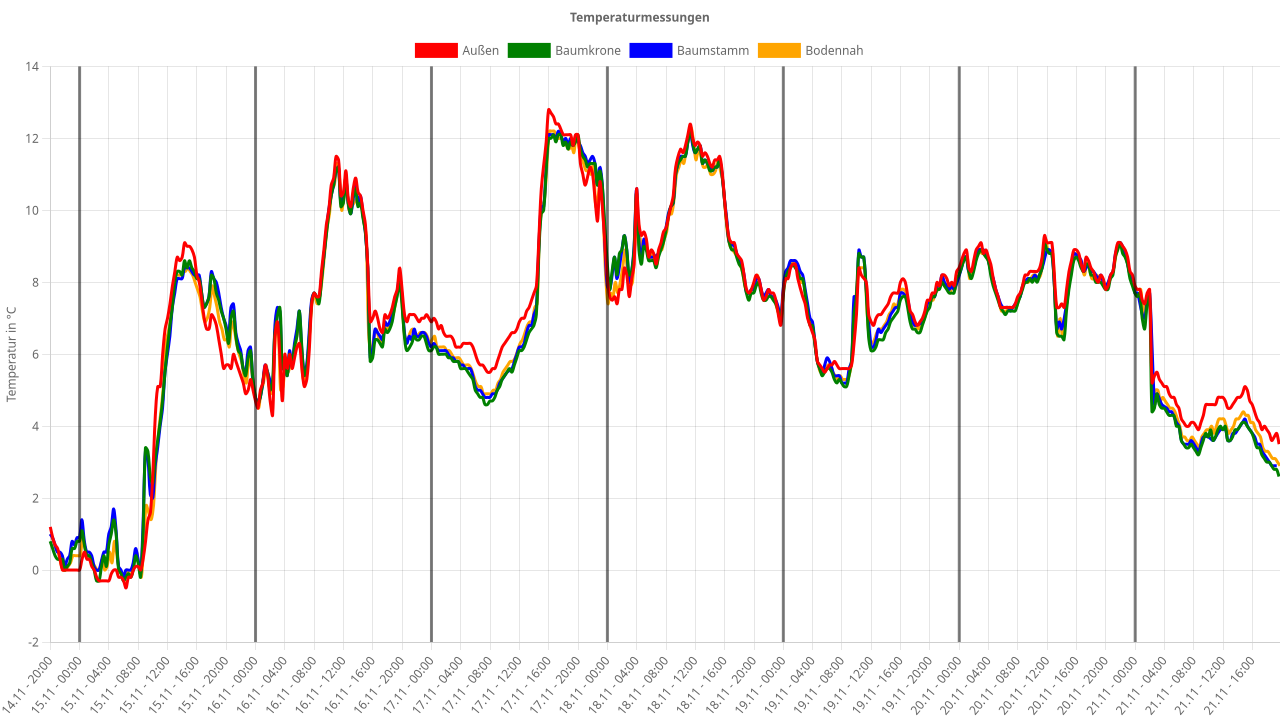 Temperaturmessungen
Außen Baumkrone Baumstamm Bodennah
Temperatur in °C
14
12
10
8
6
4
2
0
-2
14.11 - 20:00
15.11 - 00:00
15.11 - 04:00
15.11 - 08:00
15.11 - 12:00
15.11 - 16:00
15.11 - 20:00
16.11 - 00:00
16.11 - 04:00
16.11 - 08:00
16.11 - 12:00
16.11 - 16:00
16.11 - 20:00
17.11 - 00:00
17.11 - 04:00
17.11 - 08:00
17.11 - 12:00
17.11 - 16:00
17.11 - 20:00
18.11 - 00:00
18.11 - 04:00
18.11 - 08:00
18.11 - 12:00
18.11 - 16:00
18.11 - 20:00
19.11 - 00:00
19.11 - 04:00
19.11 - 08:00
19.11 - 12:00
19.11 - 16:00
19.11 - 20:00
20.11 - 00:00
20.11 - 04:00
20.11 - 08:00
20.11 - 12:00
20.11 - 16:00
20.11 - 20:00
21.11 - 00:00
21.11 - 04:00
21.11 - 08:00
21.11 - 12:00
21.11 - 16:00